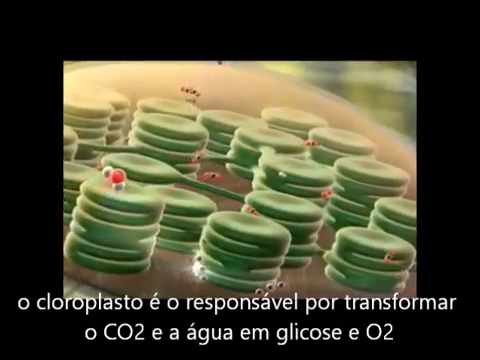 o cloroplasto é o responsável por transformar
o CO2 e a água em glicose e O2